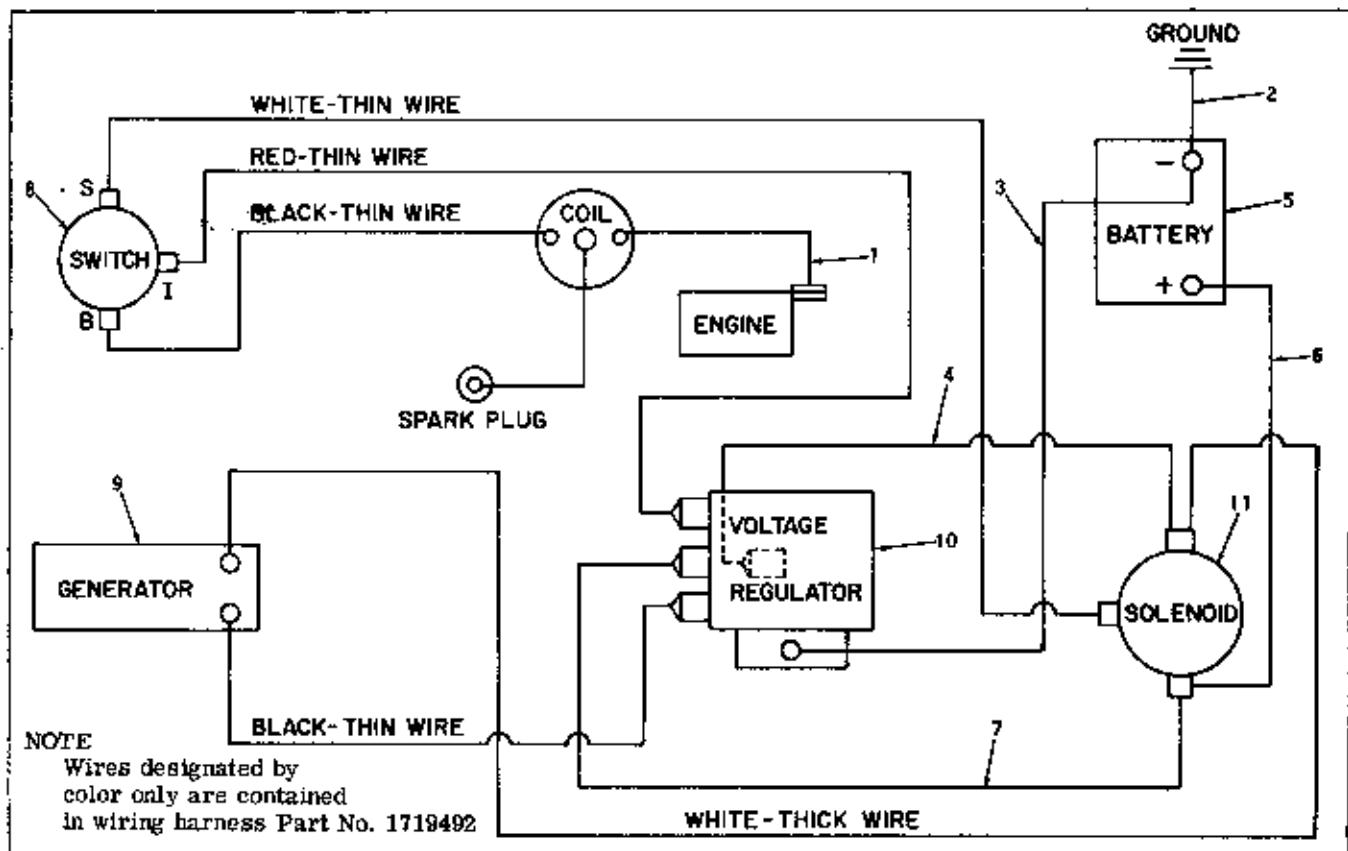 GROUND
2
WHITE-THIN WIRE
RED-THIN WIRE
BLACK-THIN WIRE
8
S
SWITCH
I
B
COIL
1
ENGINE
SPARK PLUG
3
-
5
BATTERY
+
6
4
9
GENERATOR
VOLTAGE
REGULATOR
10
11
SOLENOID
BLACK-THIN WIRE
7
WHITE-THICK WIRE
NOTE
Wires designated by
color only are contained
in wiring harness Part No. 1719492